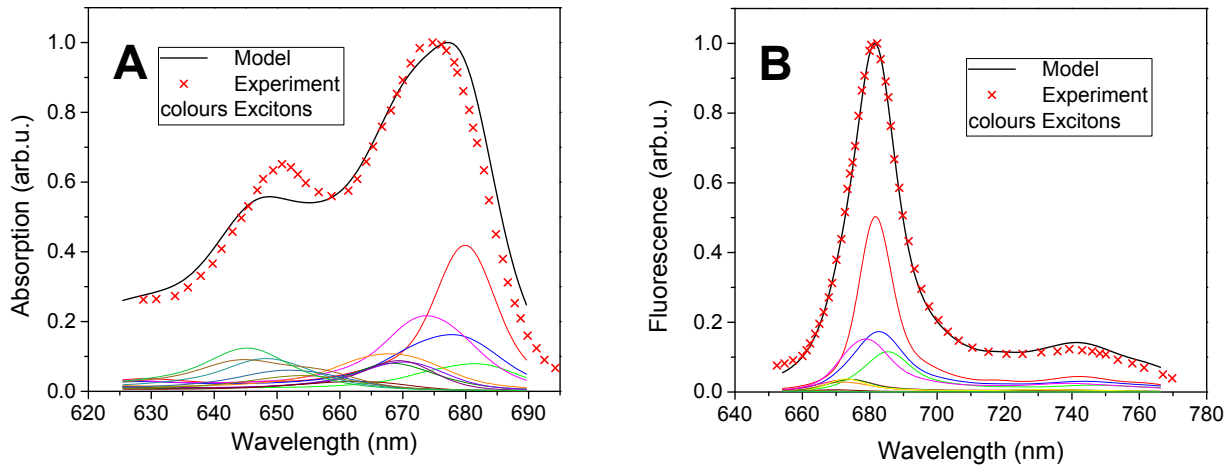 A
Model
Experiment
colours Excitons
Absorption (arb.u.)
1.0
0.8
0.6
0.4
0.2
0.0
620 630 640 650 660 670 680 690
Wavelength (nm)
B
Model
Experiment
colours Excitons
Fluorescence (arb.u.)
1.0
0.8
0.6
0.4
0.2
0.0
640 660 680 700 720 740 760 780
Wavelength (nm)